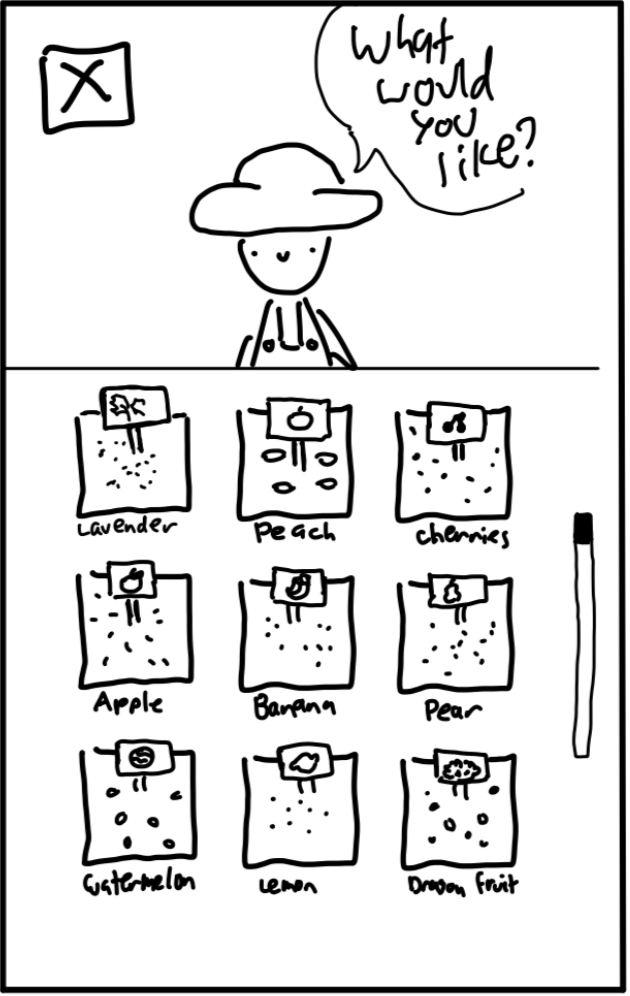 X
What
would
you
like?
Lavender
Peach
cherries
Apple
Banana
Pear
Watermelon
Lemon
Dragon fruit